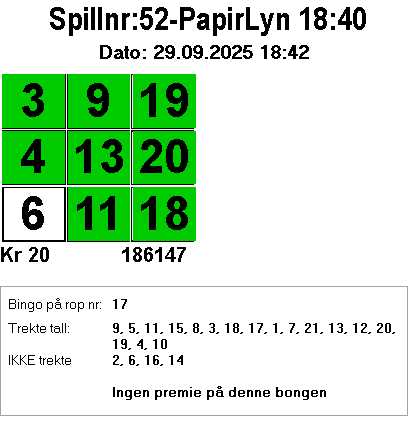 Spillnr:52-PapirLyn 18:40
Dato: 29.09.2025 18:42
3 9 19
4 13 20
6 11 18
Kr 20 186147
Bingo på rop nr: 17
Trekte tall: 9, 5, 11, 15, 8, 3, 18, 17, 1, 7, 21, 13, 12, 20,
19, 4, 10
IKKE trekte 2, 6, 16, 14
Ingen premie på denne bongen